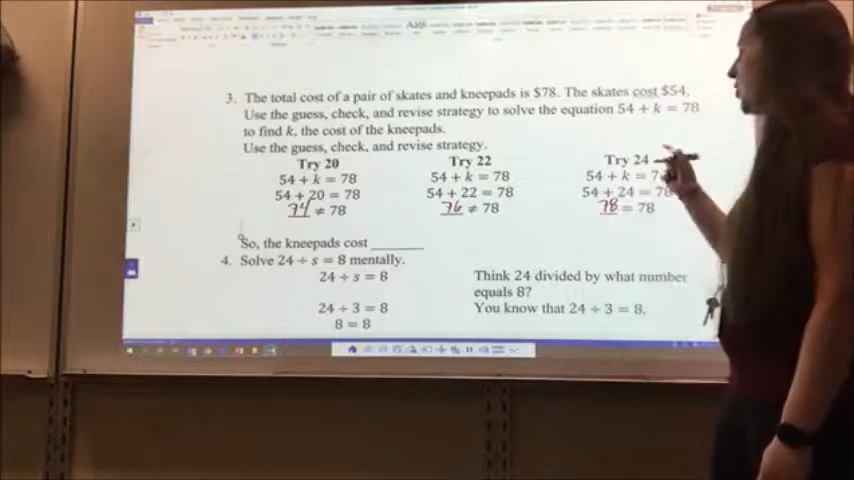 3. The total cost of a pair of skates and kneepads is $78. The skates cost $54.
Use the guess, check, and revise strategy to solve the equation 54 + k = 78
to find k, the cost of the kneepads.
Use the guess, check, and revise strategy.
Try 20 Try 22 Try 24
54 + k = 78 54 + k = 78 54 + k = 7
54 + 20 = 78 54 + 22 = 78 54 + 24 = 78
74 ≠ 78 76 ≠ 78 78 = 78
So, the kneepads cost ________
4. Solve 24 ÷ s = 8 mentally.
24 ÷ s = 8 Think 24 divided by what number
equals 8?
24 ÷ 3 = 8 You know that 24 ÷ 3 = 8.
8 = 8